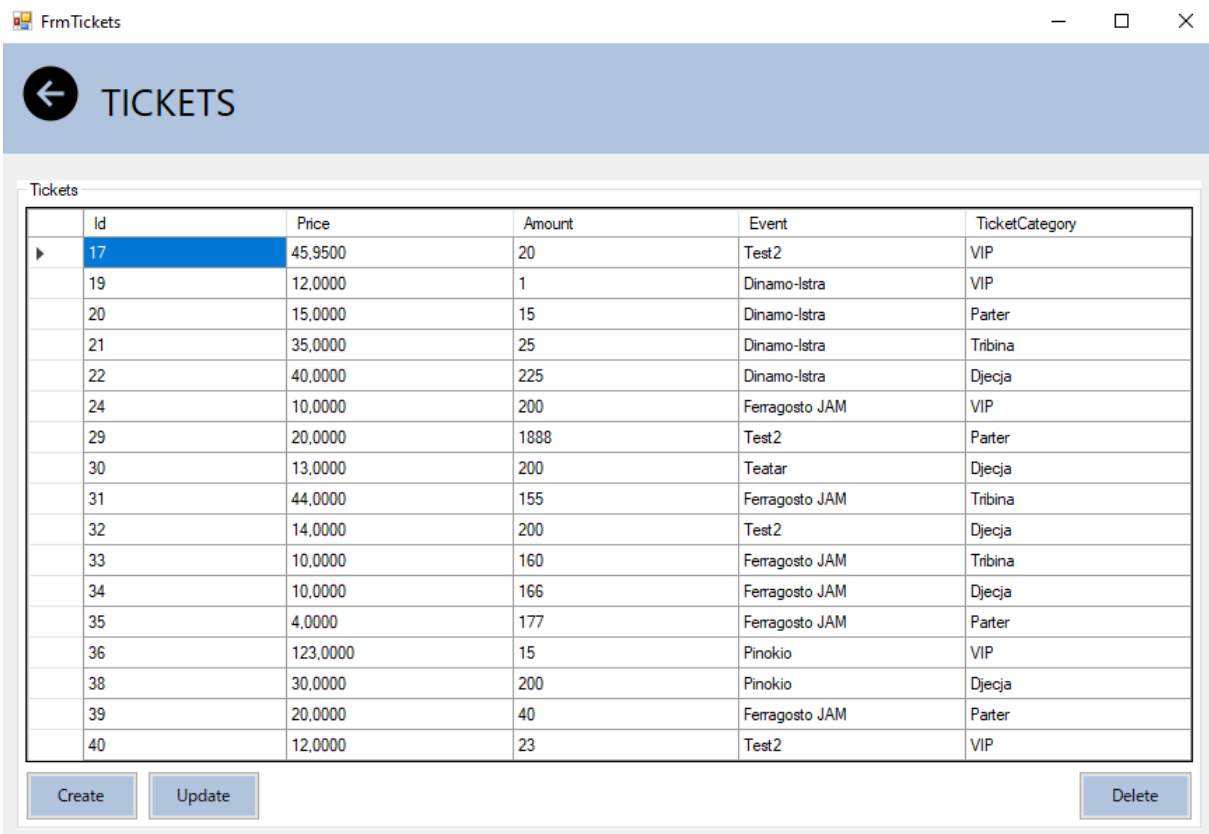 FrmTickets
TICKETS
Tickets
Id Price Amount Event TicketCategory
17 45,9500 20 Test2 VIP
19 12,0000 1 Dinamo-Istra VIP
20 15,0000 15 Dinamo-Istra Parter
21 35,0000 25 Dinamo-Istra Tribina
22 40,0000 225 Dinamo-Istra Djecja
24 10,0000 200 Ferragosto JAM VIP
29 20,0000 1888 Test2 Parter
30 13,0000 200 Teatar Djecja
31 44,0000 155 Ferragosto JAM Tribina
32 14,0000 200 Test2 Djecja
33 10,0000 160 Ferragosto JAM Tribina
34 10,0000 166 Ferragosto JAM Djecja
35 4,0000 177 Ferragosto JAM Parter
36 123,0000 15 Pinokio VIP
38 30,0000 200 Pinokio Djecja
39 20,0000 40 Ferragosto JAM Parter
40 12,0000 23 Test2 VIP
Create Update Delete